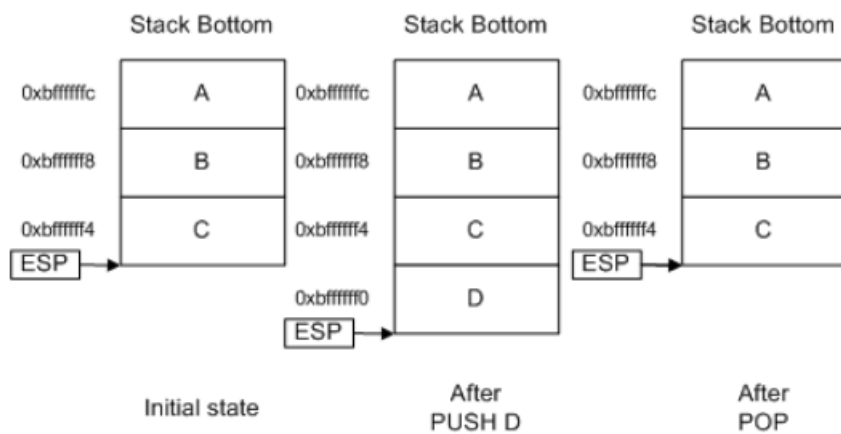 Stack Bottom
0xbffffffc
A
0xbffffff8
B
0xbffffff4
C
ESP
Initial state
Stack Bottom
0xbffffffc
A
0xbffffff8
B
0xbffffff4
C
0xbffffff0
D
ESP
After
PUSH D
Stack Bottom
0xbffffffc
A
0xbffffff8
B
0xbffffff4
C
ESP
After
POP